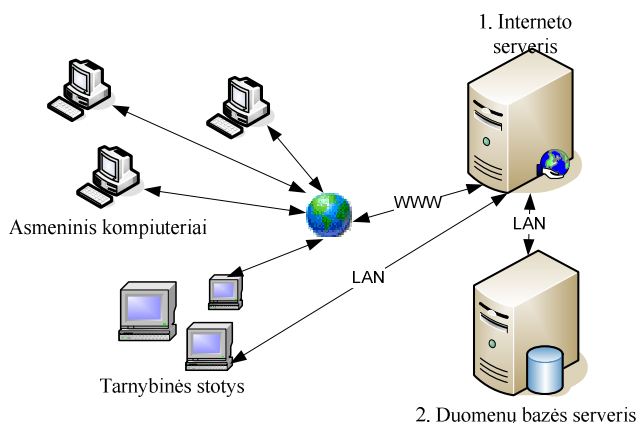 1. Interneto
serveris
WWW
LAN
Asmeninis kompiuteriai
LAN
Tarnybinės stotys
2. Duomenų bazės serveris